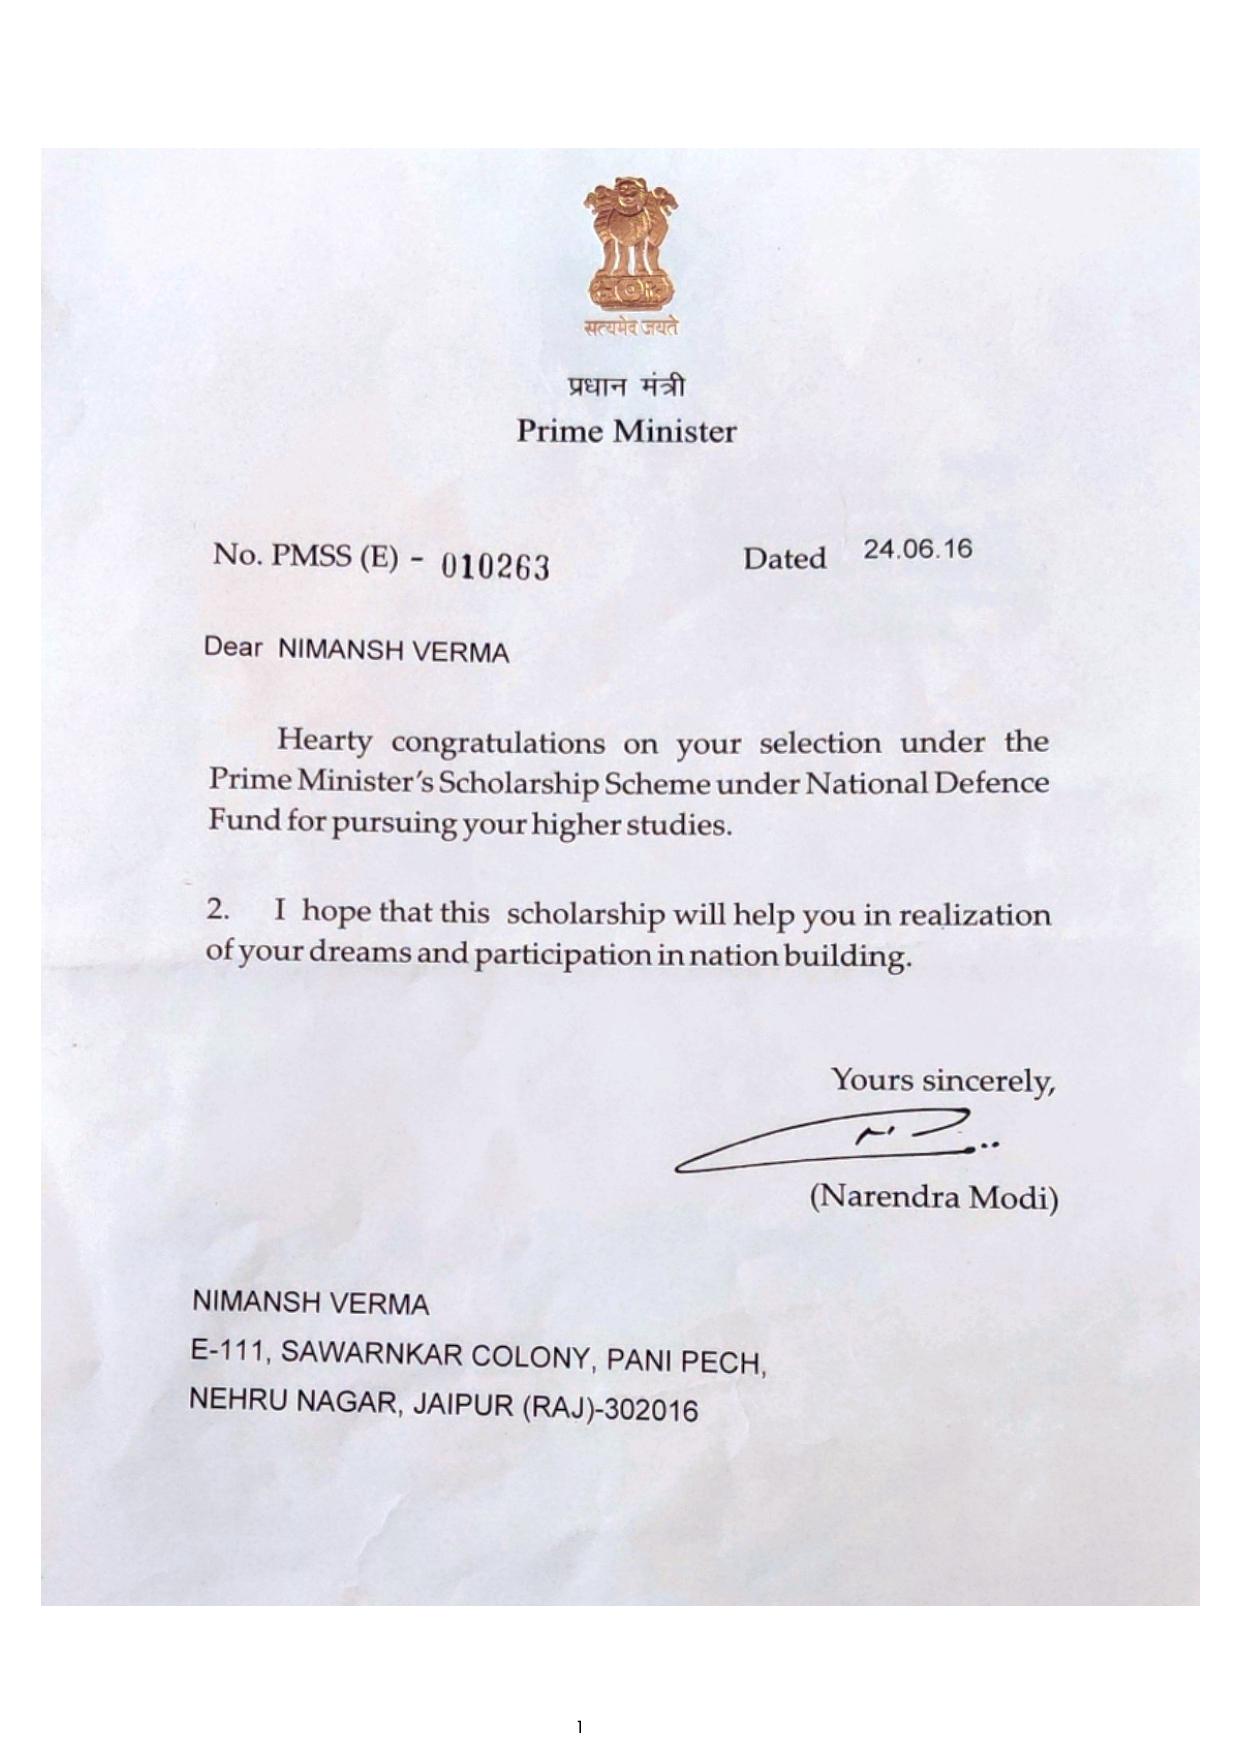 सत्यमेव जयते
प्रधान मंत्री
Prime Minister
No. PMSS (E) - 010263 Dated 24.06.16
Dear NIMANSH VERMA
Hearty congratulations on your selection under the
Prime Minister's Scholarship Scheme under National Defence
Fund for pursuing your higher studies.
2. I hope that this scholarship will help you in realization
of your dreams and participation in nation building.
Yours sincerely,
(Narendra Modi)
NIMANSH VERMA
E-111, SAWARNKAR COLONY, PANI PECH,
NEHRU NAGAR, JAIPUR (RAJ)-302016
1